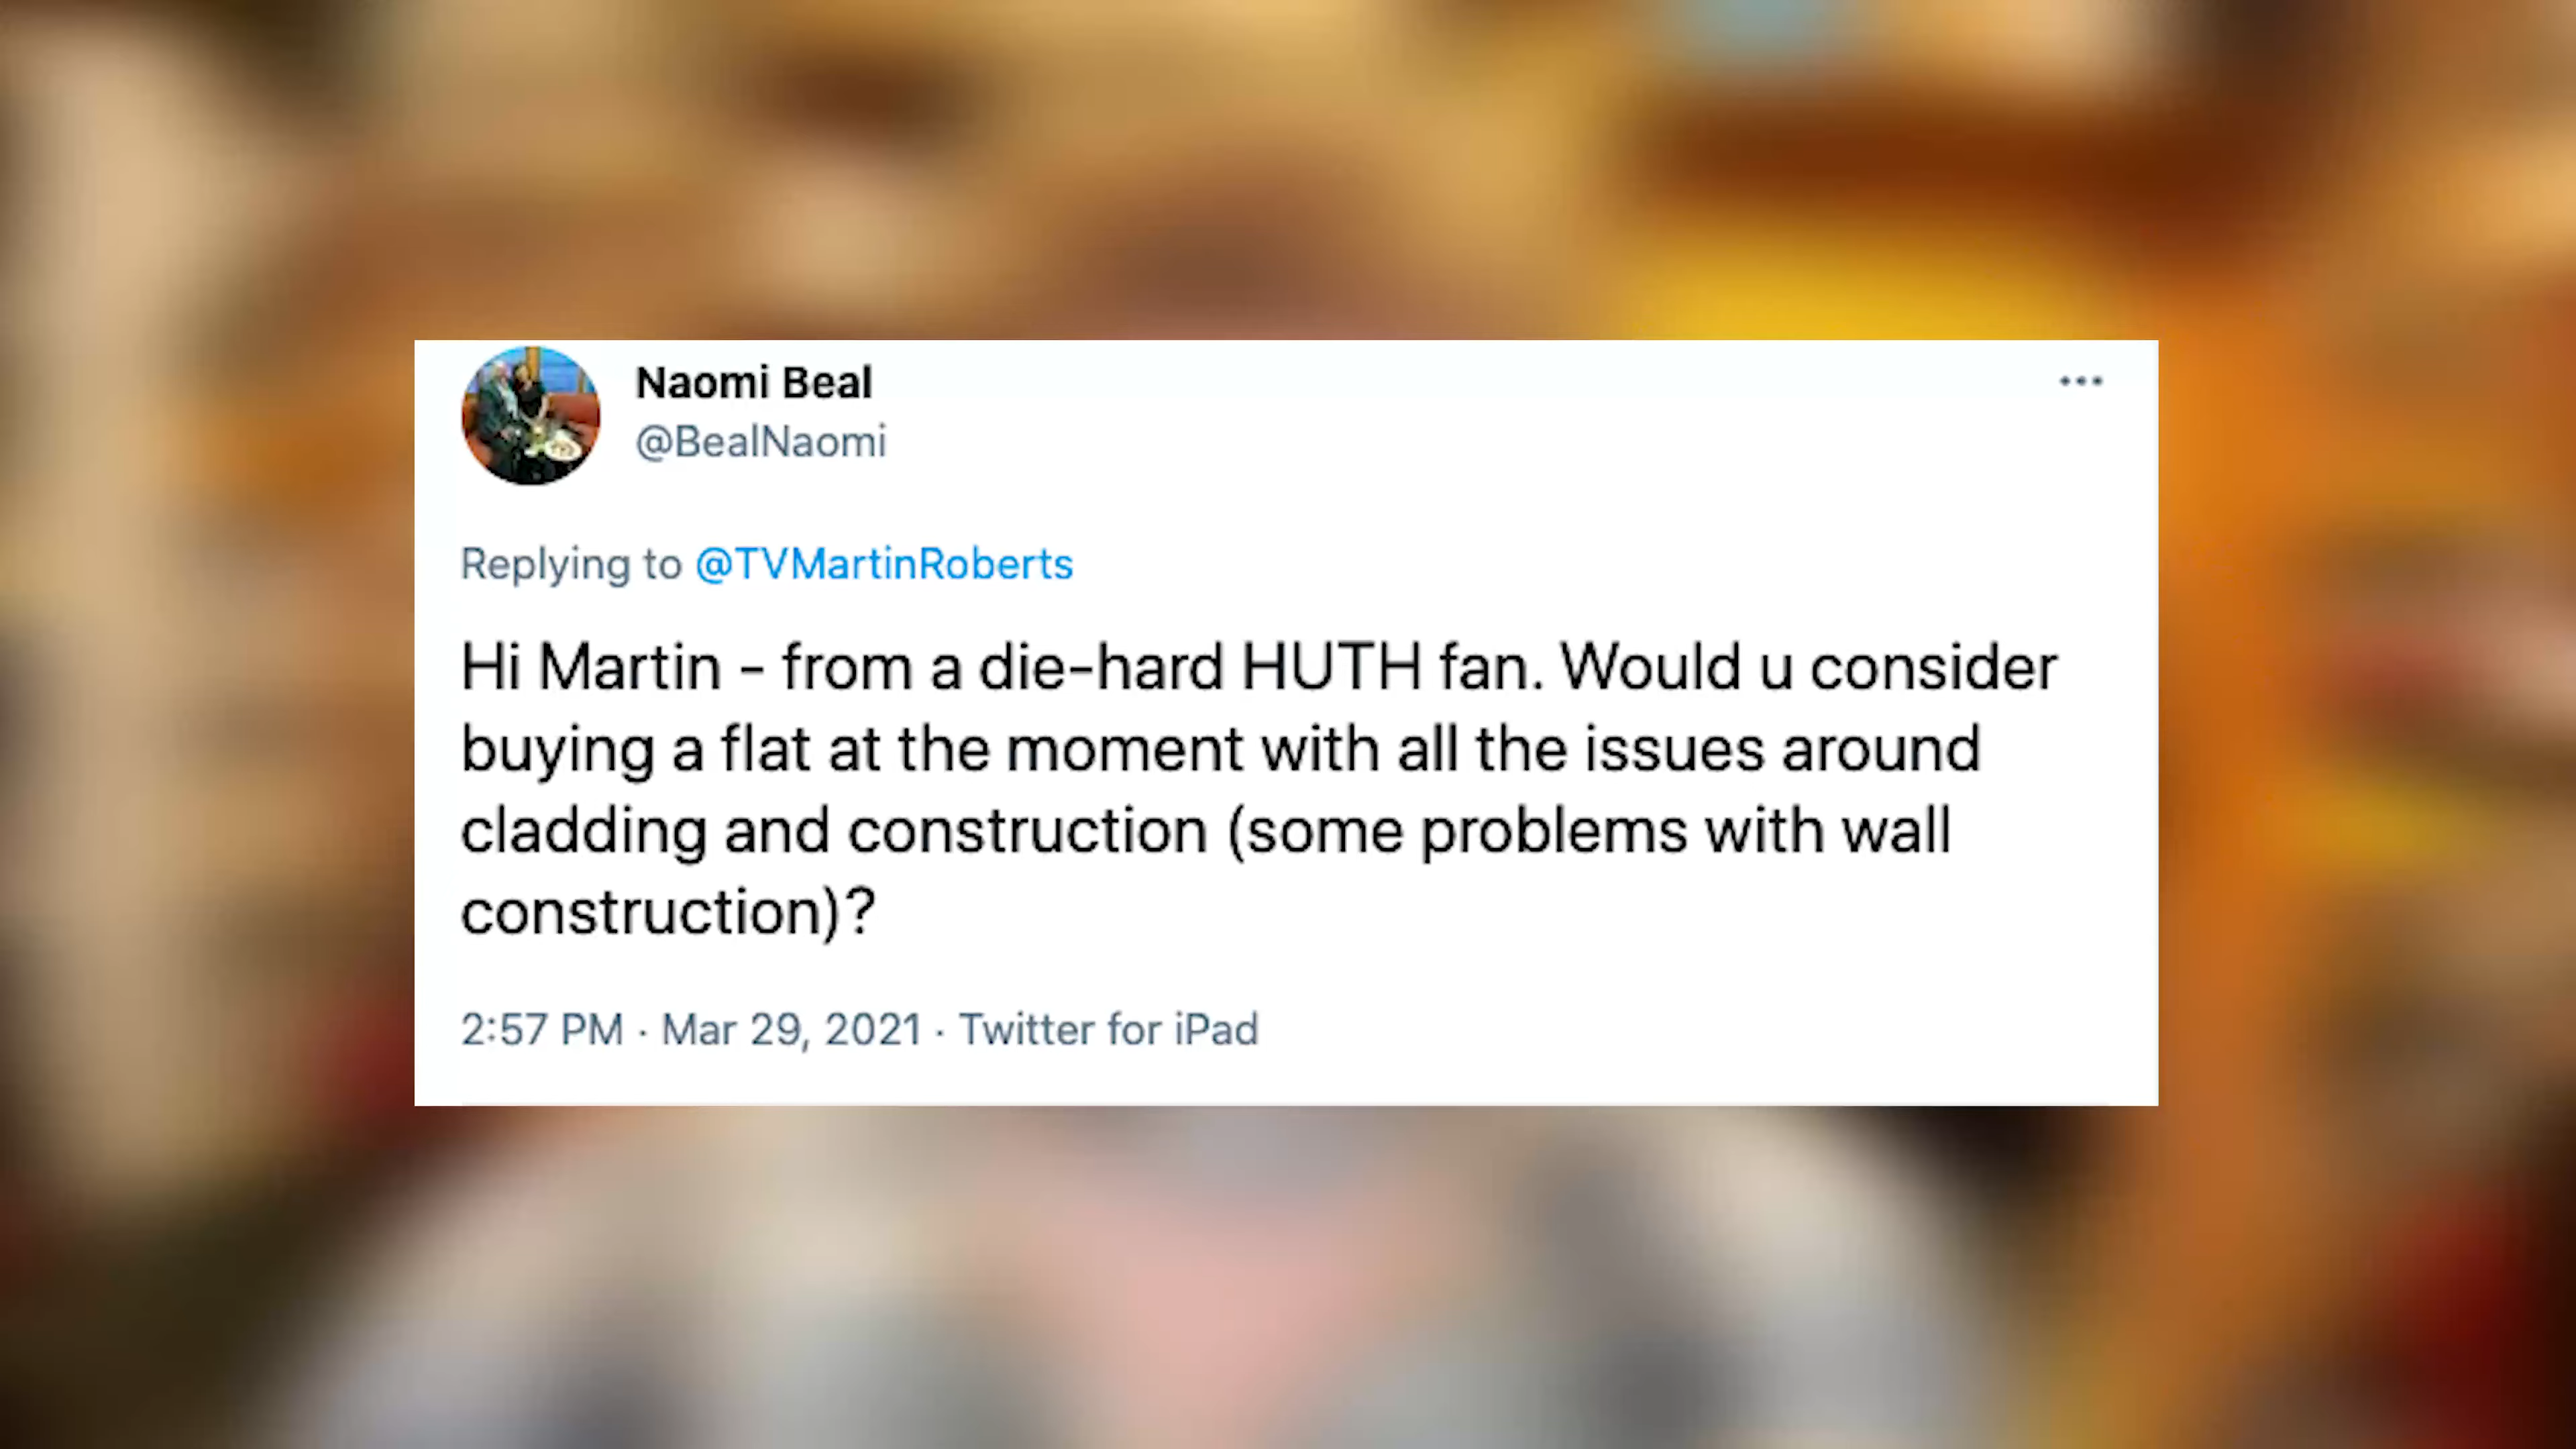 Naomi Beal
@BealNaomi
Replying to @TVMartinRoberts
Hi Martin - from a die-hard HUTH fan. Would u consider
buying a flat at the moment with all the issues around
cladding and construction (some problems with wall
construction)?
2:57 PM · Mar 29, 2021 · Twitter for iPad